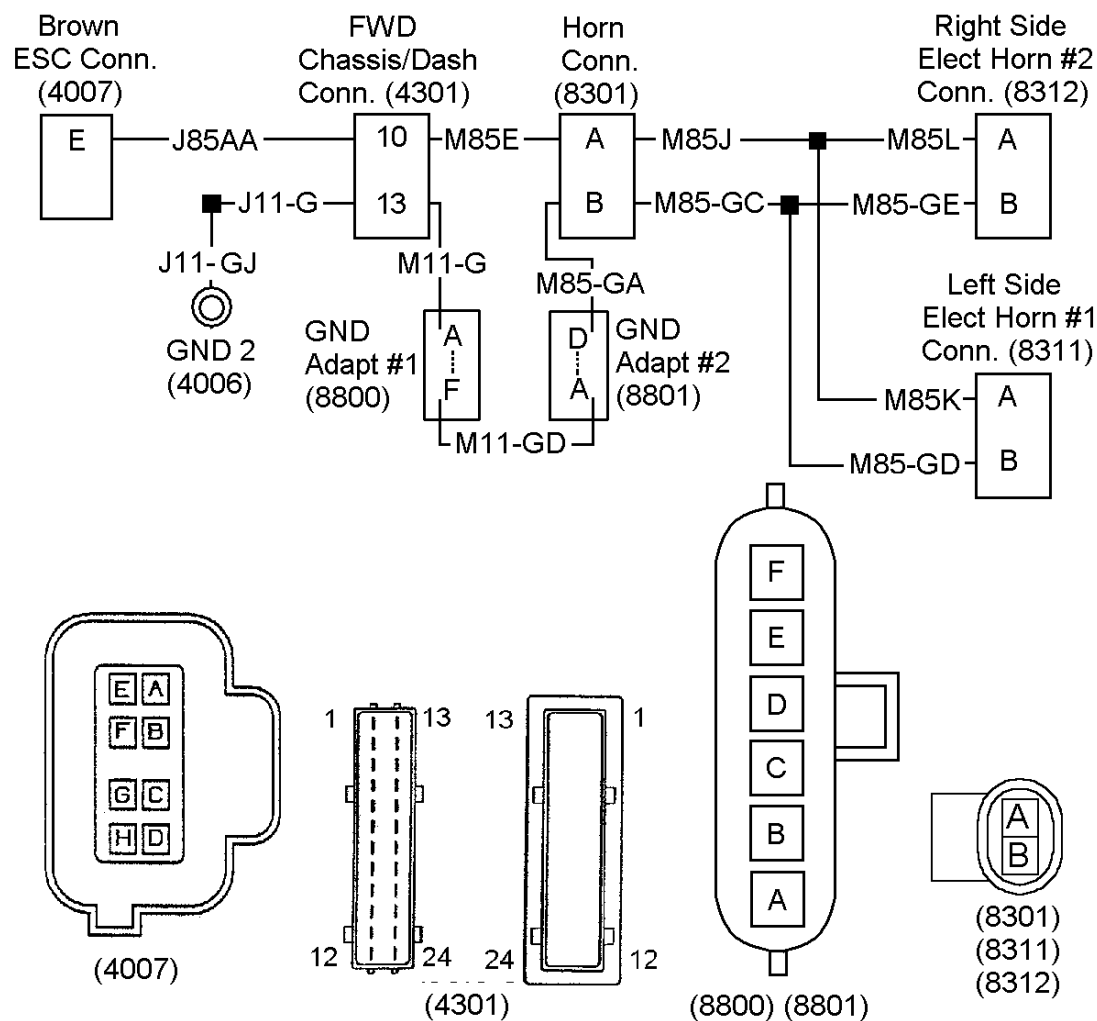 Brown
ESC Conn.
(4007)
FWD
Chassis/Dash
Conn. (4301)
Horn
Conn.
(8301)
Right Side
Elect Horn #2
Conn. (8312)
E
J85AA
10
M85E
A
M85J
M85L
A
J11-G
13
B
M85-GC
M85-GE
B
J11-GJ
M11-G
M85-GA
GND 2
(4006)
GND
Adapt #1
(8800)
A
F
D
A
GND
Adapt #2
(8801)
M11-GD
Left Side
Elect Horn #1
Conn. (8311)
M85K
A
M85-GD
B
E A
F B
G C
H D
(4007)
1 13
12 24
13 1
24 12
(4301)
F
E
D
C
B
A
(8800) (8801)
A
B
(8301)
(8311)
(8312)